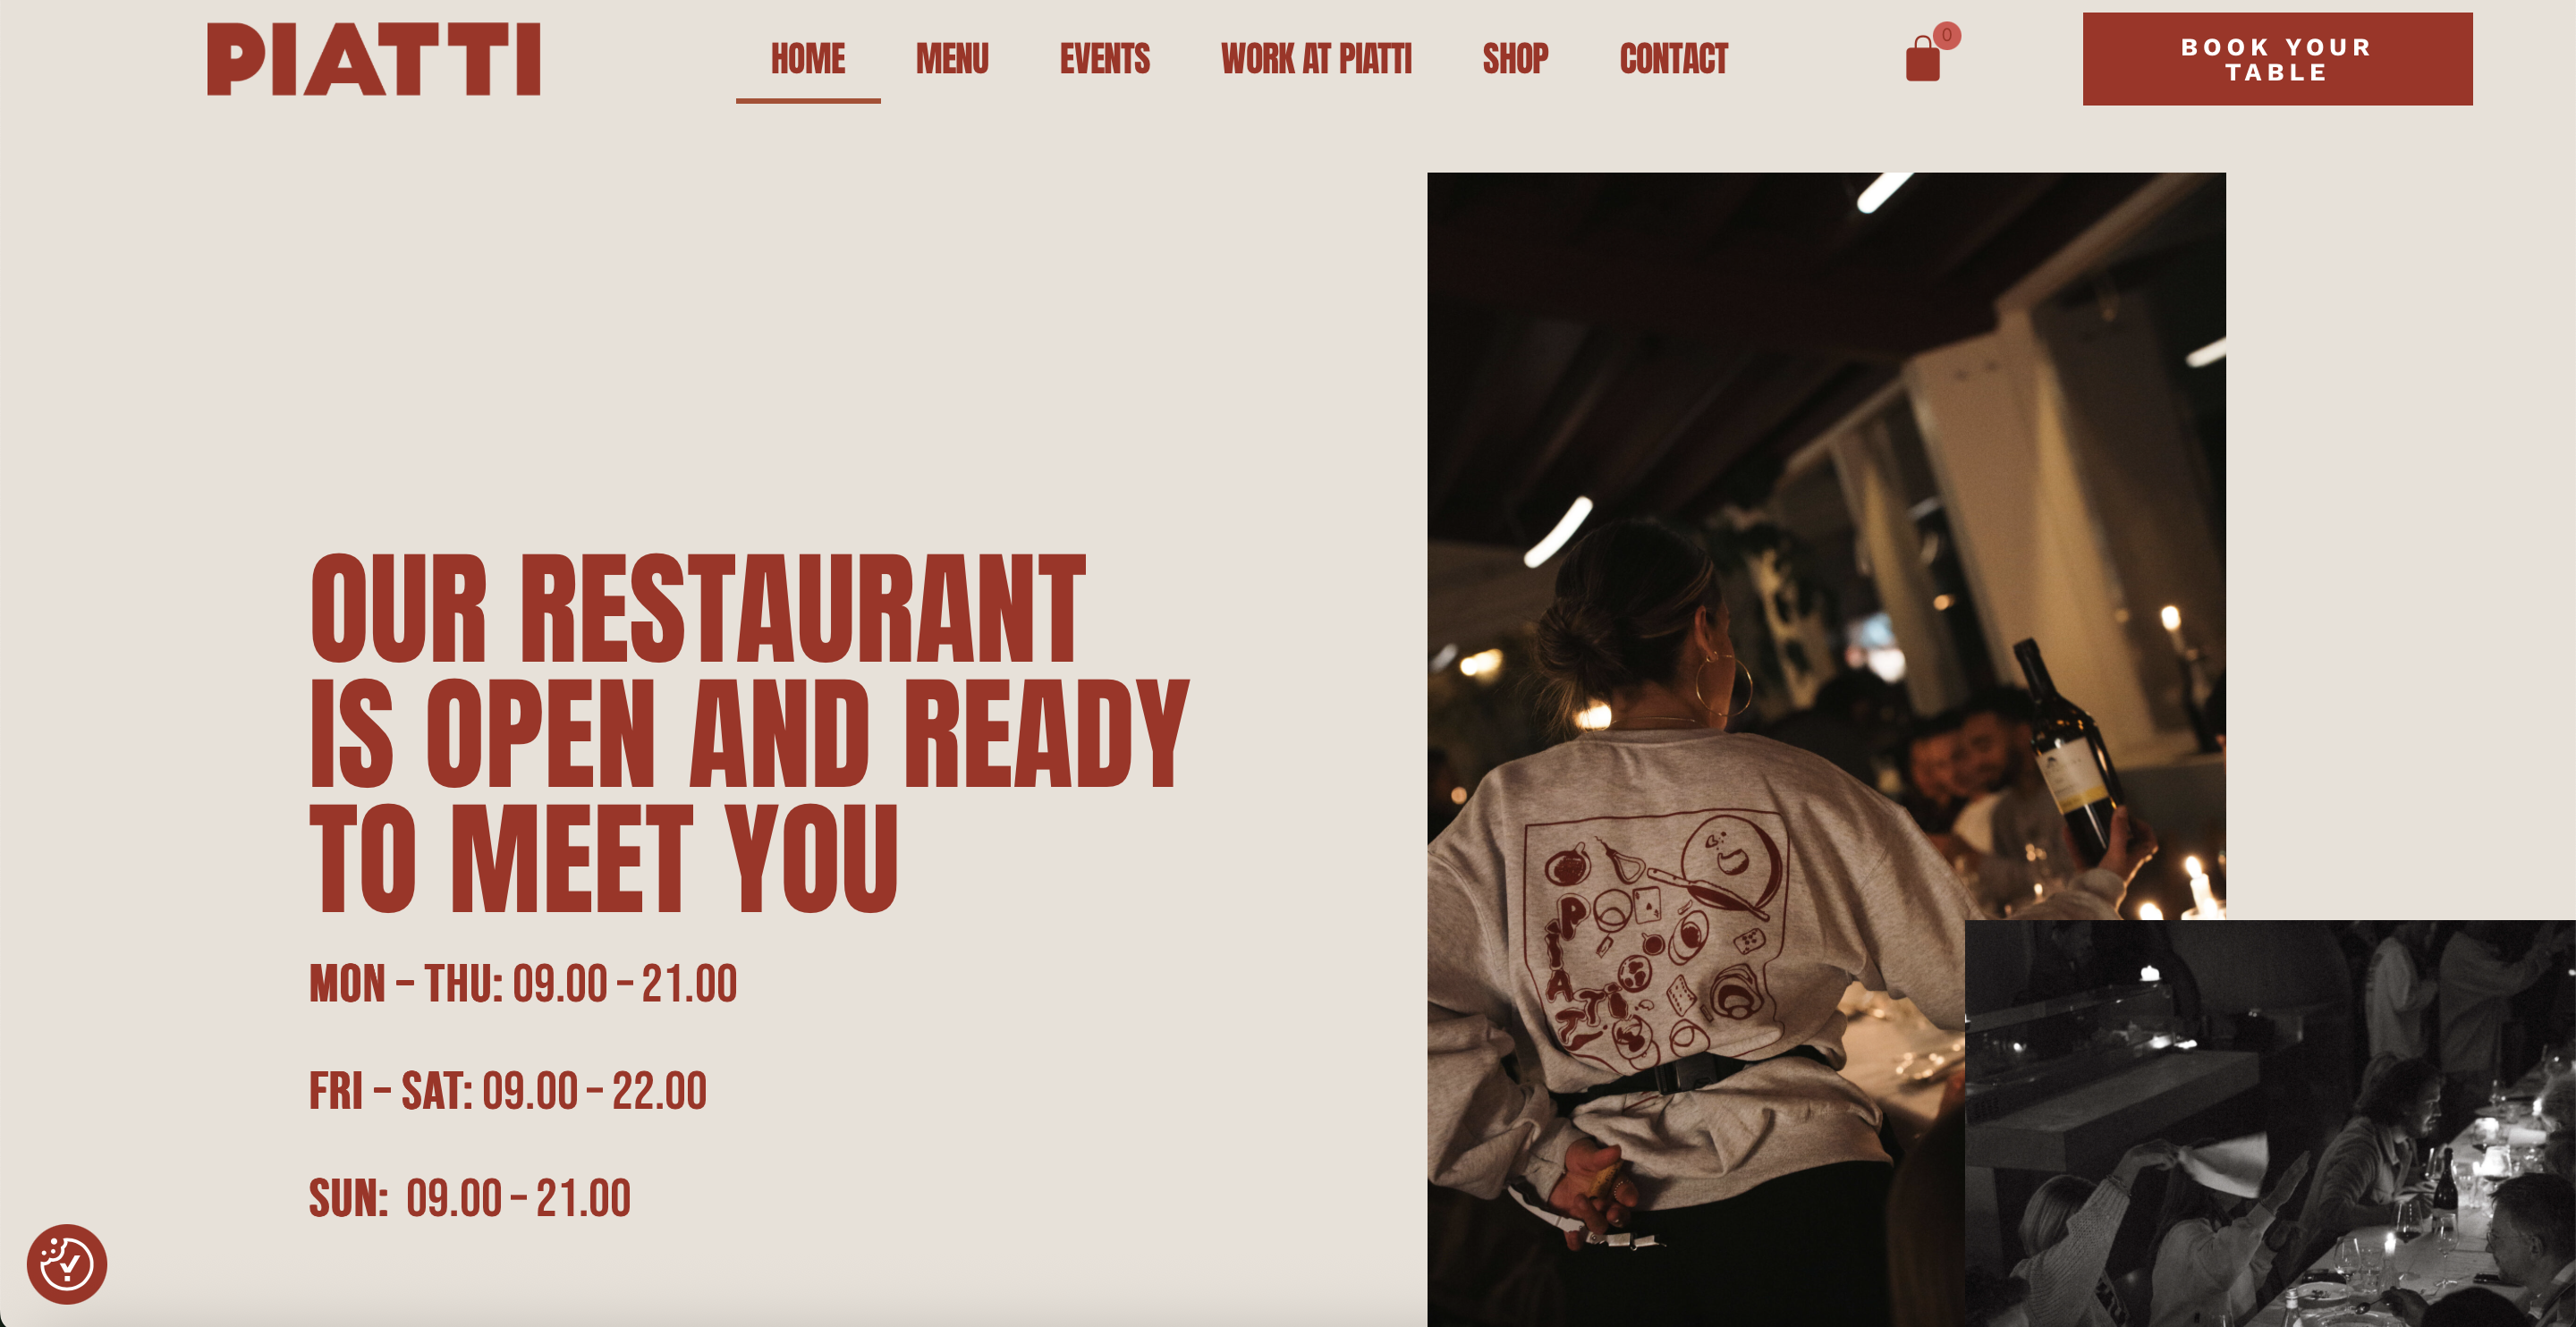 PIATTI
HOME MENU EVENTS WORK AT PIATTI SHOP CONTACT
0
BOOK YOUR
TABLE
OUR RESTAURANT
IS OPEN AND READY
TO MEET YOU
MON – THU: 09.00 – 21.00
FRI – SAT: 09.00 – 22.00
SUN: 09.00 – 21.00
PIATTI